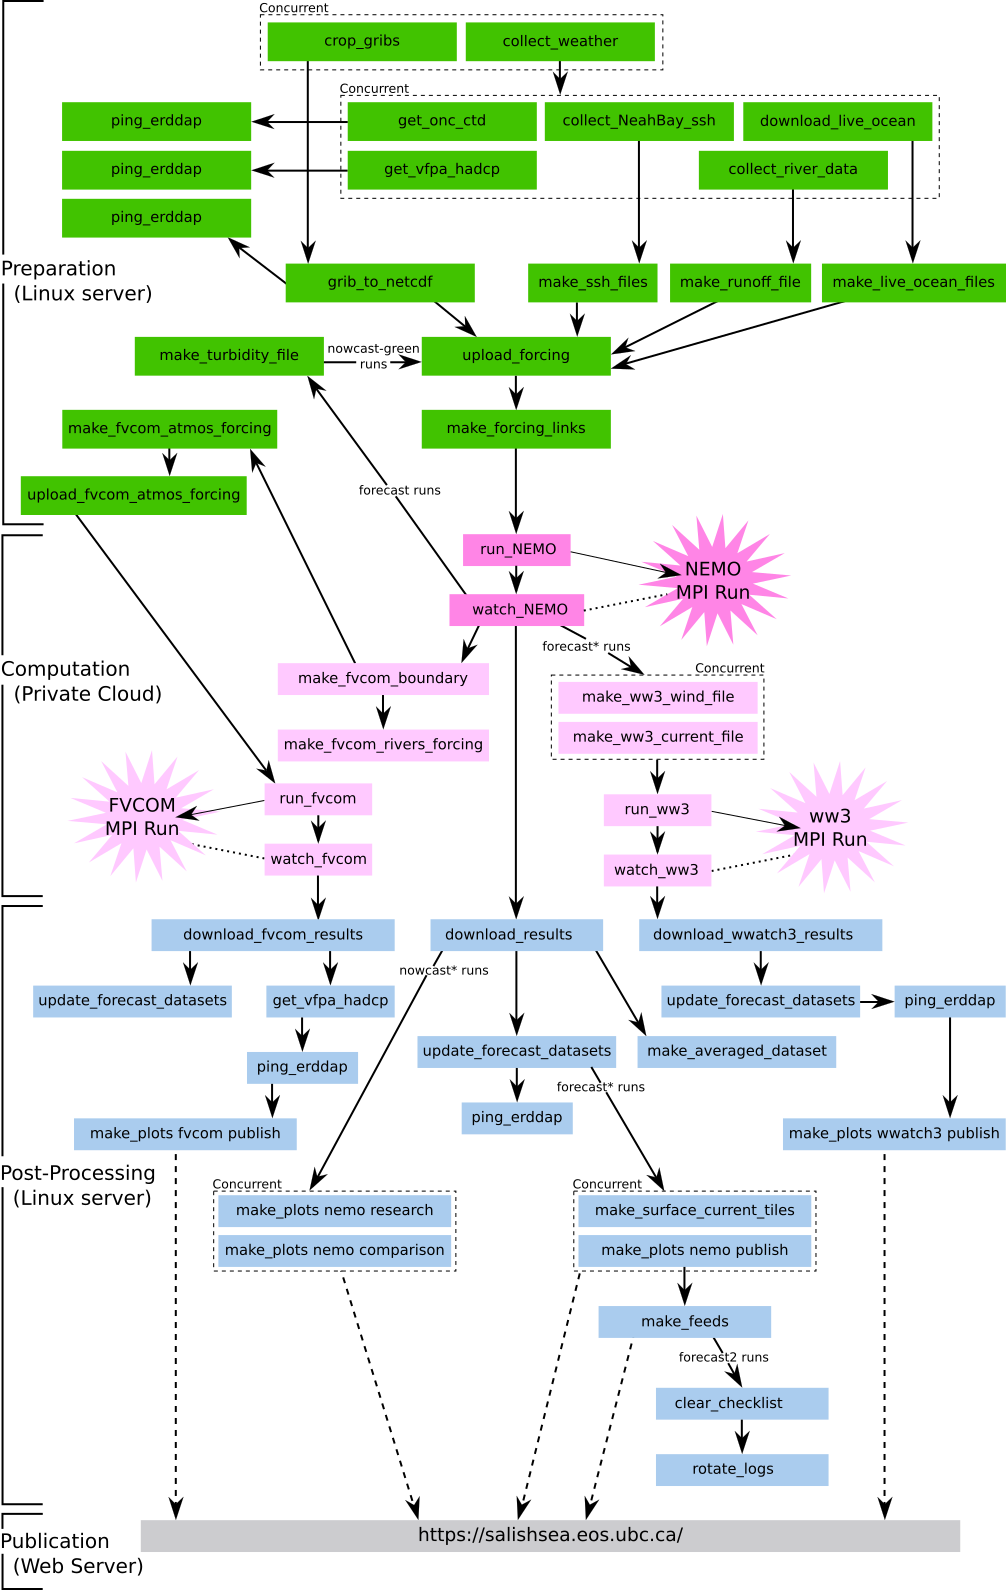 Concurrent
crop_gribs
collect_weather
Concurrent
ping_erddap
get_onc_ctd
collect_NeahBay_ssh
download_live_ocean
ping_erddap
get_vfpa_hadcp
collect_river_data
ping_erddap
Preparation
(Linux server)
grib_to_netcdf
make_ssh_files
make_runoff_file
make_live_ocean_files
make_turbidity_file
nowcast-green
runs
upload_forcing
make_fvcom_atmos_forcing
make_forcing_links
upload_fvcom_atmos_forcing
forecast runs
run_NEMO
NEMO
MPI Run
watch_NEMO
forecast* runs
Computation
(Private Cloud)
make_fvcom_boundary
Concurrent
make_ww3_wind_file
make_fvcom_rivers_forcing
make_ww3_current_file
FVCOM
MPI Run
run_fvcom
run_ww3
ww3
MPI Run
watch_fvcom
watch_ww3
download_fvcom_results
download_results
download_wwatch3_results
nowcast* runs
update_forecast_datasets
get_vfpa_hadcp
update_forecast_datasets
ping_erddap
ping_erddap
update_forecast_datasets
make_averaged_dataset
forecast* runs
ping_erddap
make_plots fvcom publish
make_plots wwatch3 publish
Post-Processing
(Linux server)
Concurrent
make_plots nemo research
make_plots nemo comparison
Concurrent
make_surface_current_tiles
make_plots nemo publish
make_feeds
forecast2 runs
clear_checklist
rotate_logs
Publication
(Web Server)
https://salishsea.eos.ubc.ca/